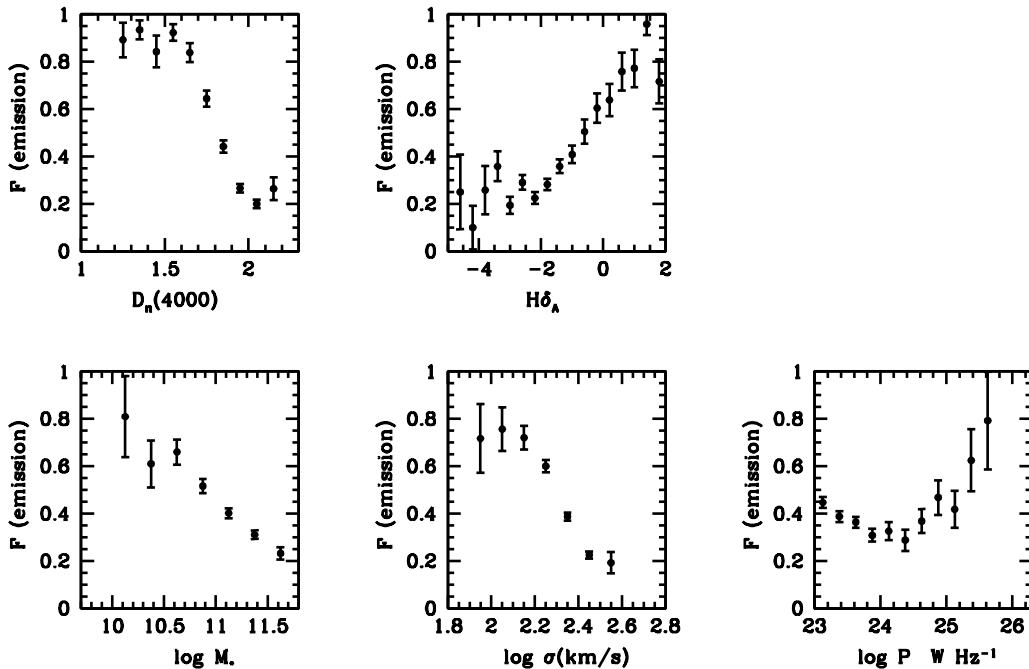 F (emission)
0 0.2 0.4 0.6 0.8 1
1 1.5 2
Dₙ(4000)
F (emission)
0 0.2 0.4 0.6 0.8 1
−4 −2 0 2
Hδ_A
F (emission)
0 0.2 0.4 0.6 0.8 1
10 10.5 11 11.5
log M*
F (emission)
0 0.2 0.4 0.6 0.8 1
1.8 2 2.2 2.4 2.6 2.8
log σ(km/s)
F (emission)
0 0.2 0.4 0.6 0.8 1
23 24 25 26
log P W Hz⁻¹